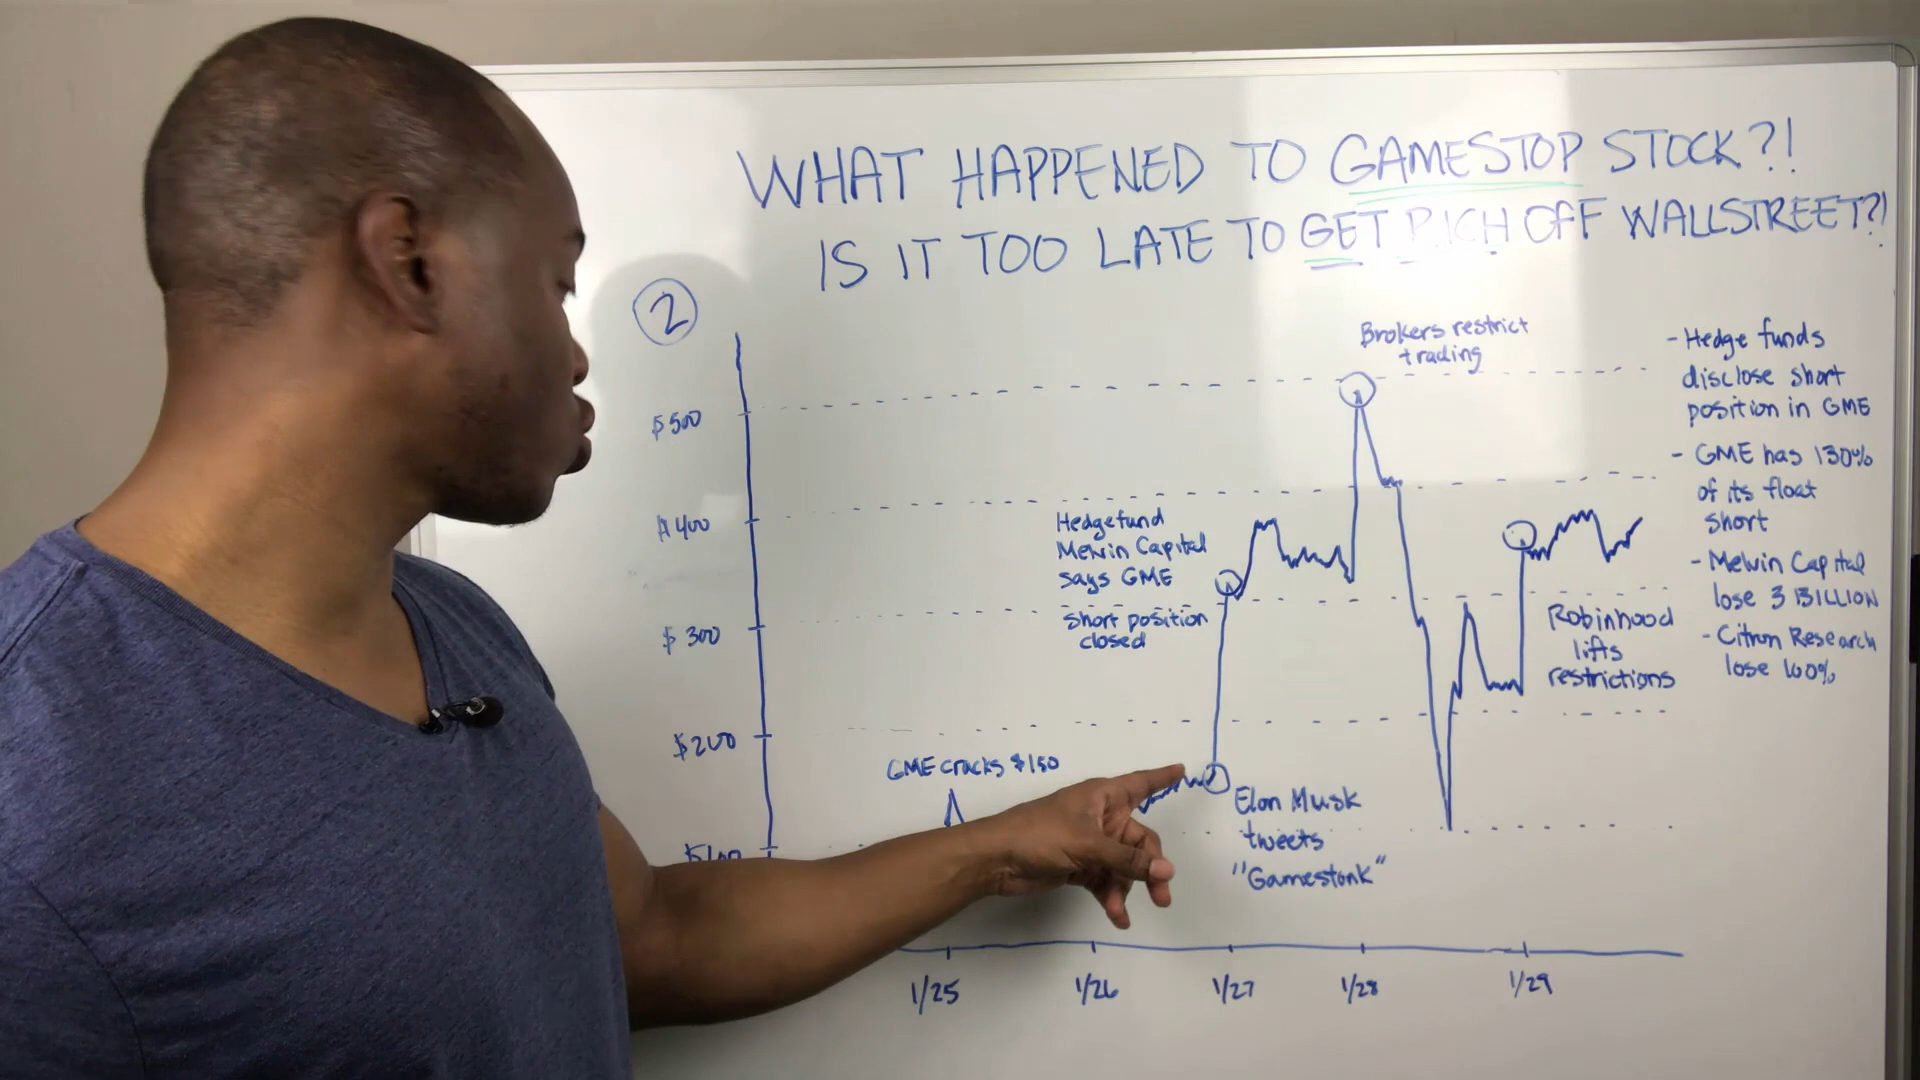 WHAT HAPPENED TO GAMESTOP STOCK?!
IS IT TOO LATE TO GET RICH OFF WALLSTREET?!
2
Brokers restrict
trading
$500
$400
$300
$200
$100
Hedgefund
Melvin Capital
says GME
short position
closed
GME cracks $150
Elon Musk
tweets
"Gamestonk"
Robinhood
lifts
restrictions
- Hedge funds
disclose short
position in GME
- GME has 130%
of its float
short
- Melvin Capital
lose 3 BILLION
- Citron Research
lose 100%
1/25
1/26
1/27
1/28
1/29